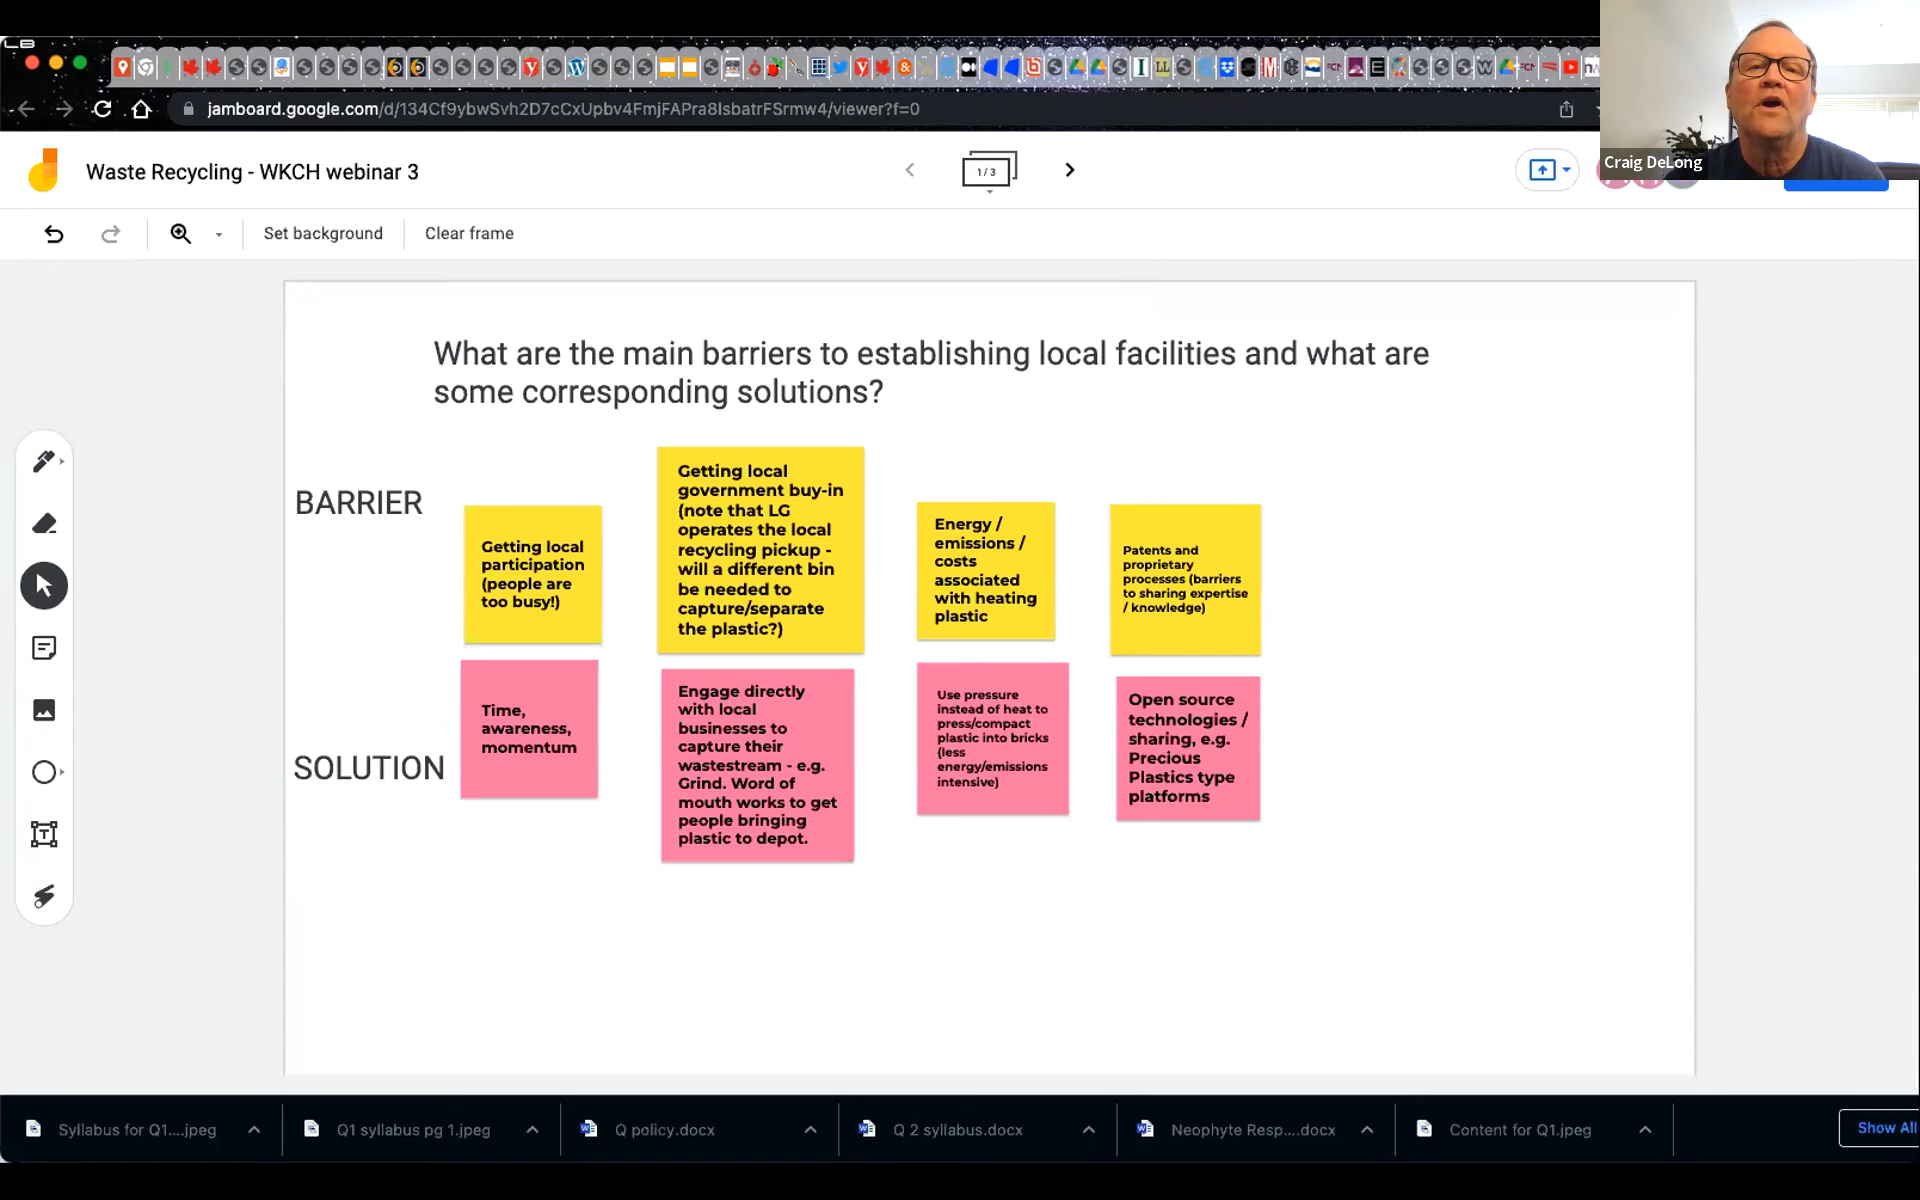 jamboard.google.com/d/134Cf9ybwSvh2D7cCxUpbv4FmjFAPra8IsbatrFSrmw4/viewer?f=0
Craig DeLong
Waste Recycling - WKCH webinar 3
1 / 3
Set background
Clear frame
What are the main barriers to establishing local facilities and what are
some corresponding solutions?
BARRIER
Getting local
participation
(people are
too busy!)
Getting local
government buy-in
(note that LG
operates the local
recycling pickup -
will a different bin
be needed to
capture/separate
the plastic?)
Energy /
emissions /
costs
associated
with heating
plastic
Patents and
proprietary
processes (barriers
to sharing expertise
/ knowledge)
SOLUTION
Time,
awareness,
momentum
Engage directly
with local
businesses to
capture their
wastestream - e.g.
Grind. Word of
mouth works to get
people bringing
plastic to depot.
Use pressure
instead of heat to
press/compact
plastic into bricks
(less
energy/emissions
intensive)
Open source
technologies /
sharing, e.g.
Precious
Plastics type
platforms
Syllabus for Q1....jpeg
Q1 syllabus pg 1.jpeg
Q policy.docx
Q 2 syllabus.docx
Neophyte Resp....docx
Content for Q1.jpeg
Show All